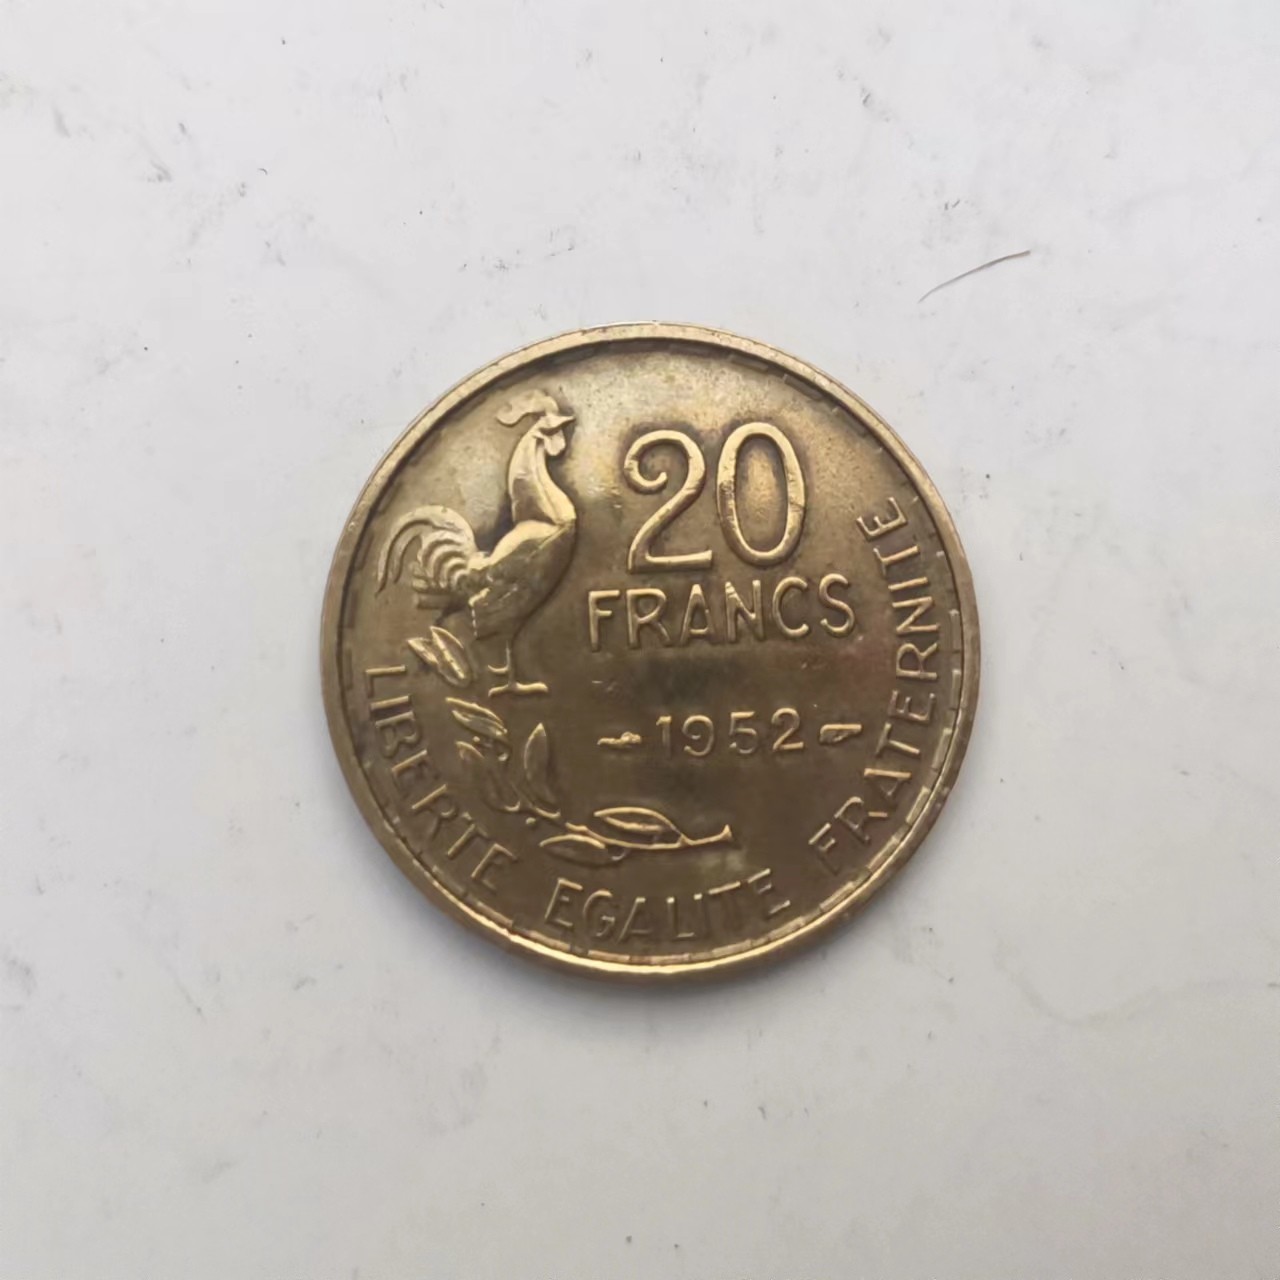 20
FRANCS
-1952-
LIBERTE EGALITE FRATERNITE